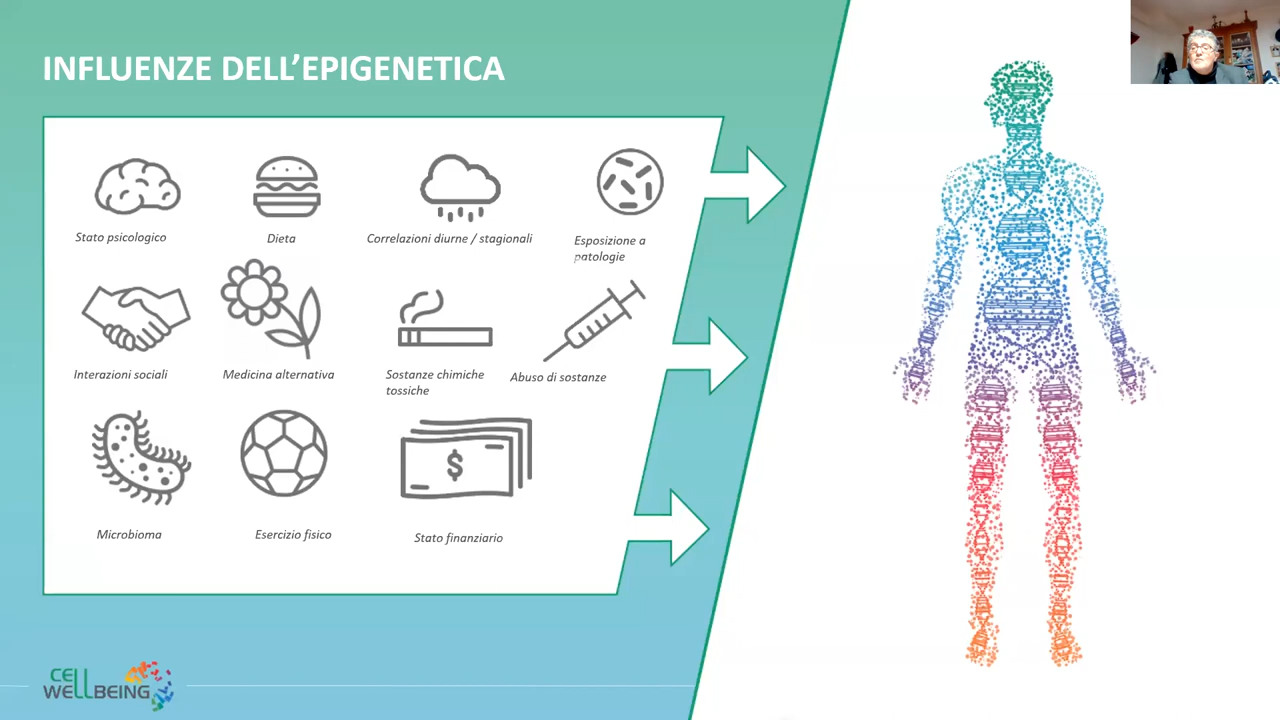 INFLUENZE DELL'EPIGENETICA
Stato psicologico
Dieta
Correlazioni diurne / stagionali
Esposizione a
patologie
Interazioni sociali
Medicina alternativa
Sostanze chimiche
tossiche
Abuso di sostanze
$
Microbioma
Esercizio fisico
Stato finanziario
CELL
WELLBEING